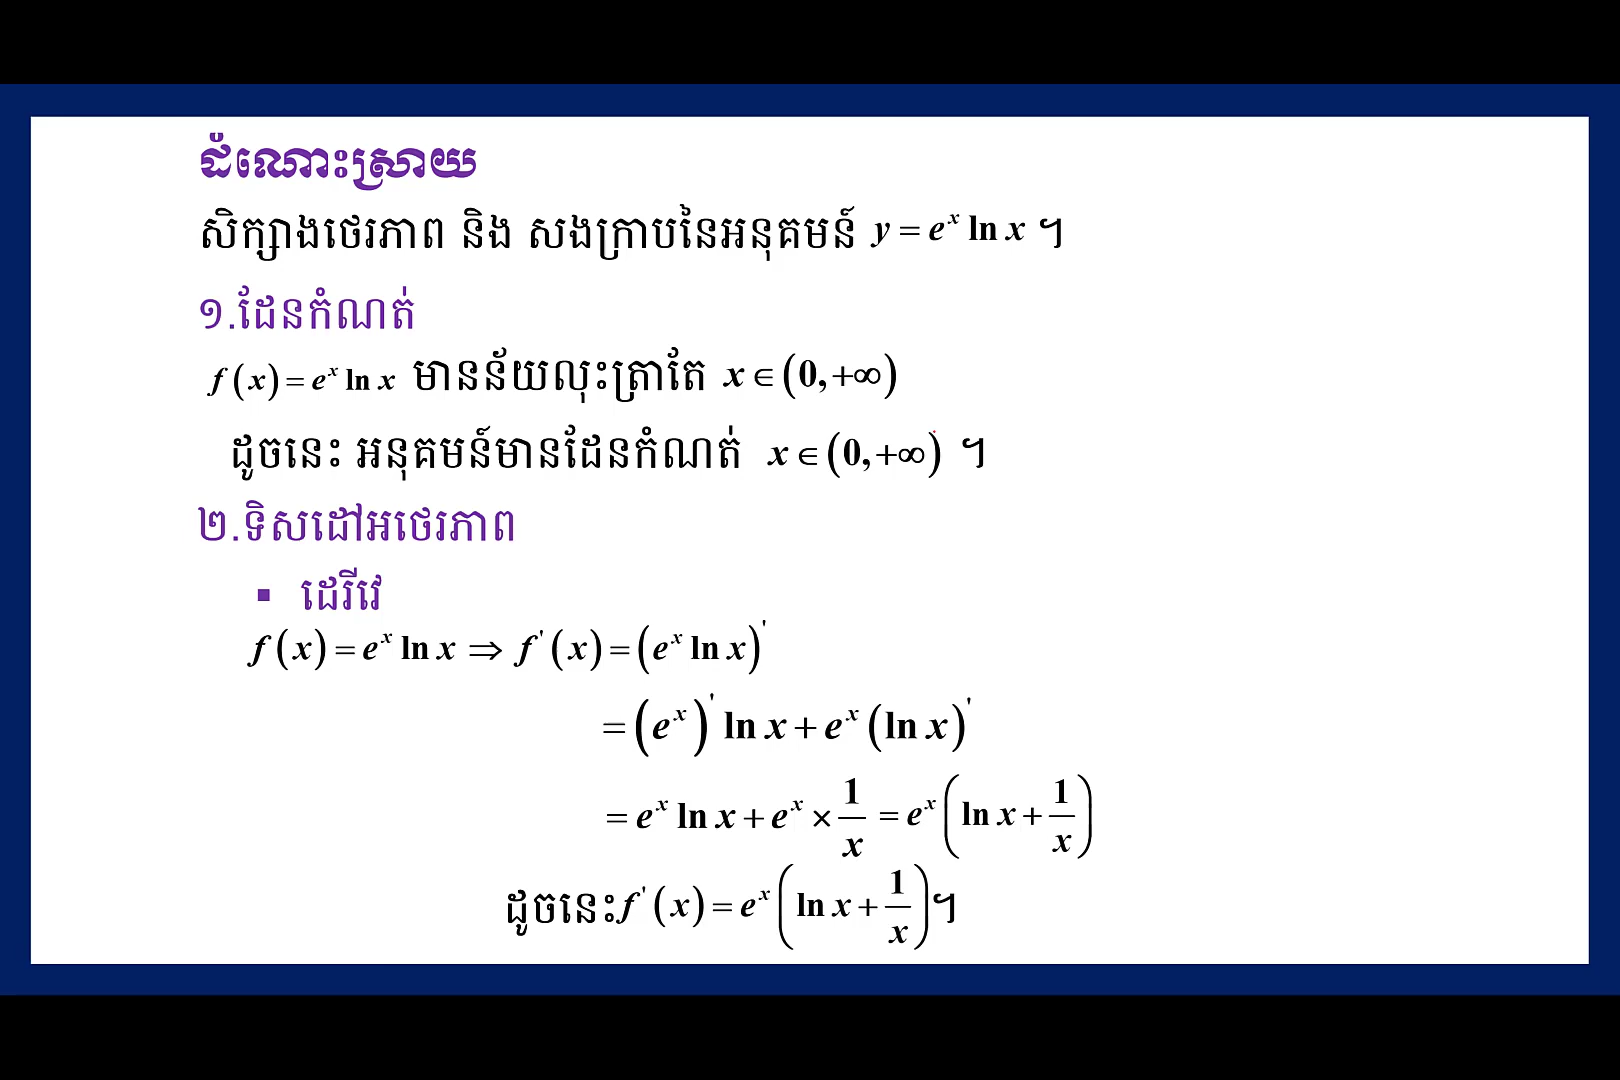 ដំណោះស្រាយ
សិក្សាងថេរភាព និង សង់ក្រាបនៃអនុគមន៍ y = e^x ln x ។
១.ដែនកំណត់
f(x) = e^x ln x មានន័យលុះត្រាតែ x ∈ (0, +∞)
ដូចនេះ អនុគមន៍មានដែនកំណត់ x ∈ (0, +∞) ។
២.ទិសដៅអថេរភាព
▪ ដេរីវេ
f(x) = e^x ln x ⇒ f'(x) = (e^x ln x)'
= (e^x)' ln x + e^x (ln x)'
= e^x ln x + e^x × 1/x = e^x (ln x + 1/x)
ដូចនេះ f'(x) = e^x (ln x + 1/x) ។